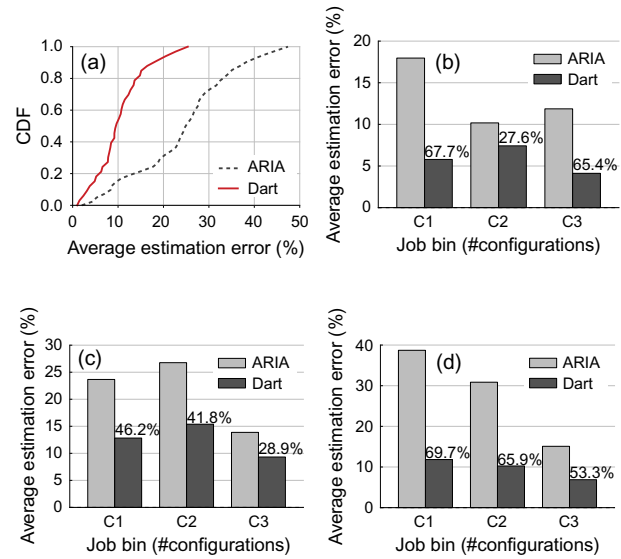 (a)
CDF
1.0
0.8
0.6
0.4
0.2
0.0
ARIA
Dart
0 10 20 30 40 50
Average estimation error (%)
(b)
Average estimation error (%)
20
15
10
5
0
ARIA
Dart
67.7%
27.6%
65.4%
C1 C2 C3
Job bin (#configurations)
(c)
Average estimation error (%)
30
25
20
15
10
5
0
ARIA
Dart
46.2%
41.8%
28.9%
C1 C2 C3
Job bin (#configurations)
(d)
Average estimation error (%)
40
30
20
10
0
ARIA
Dart
69.7%
65.9%
53.3%
C1 C2 C3
Job bin (#configurations)